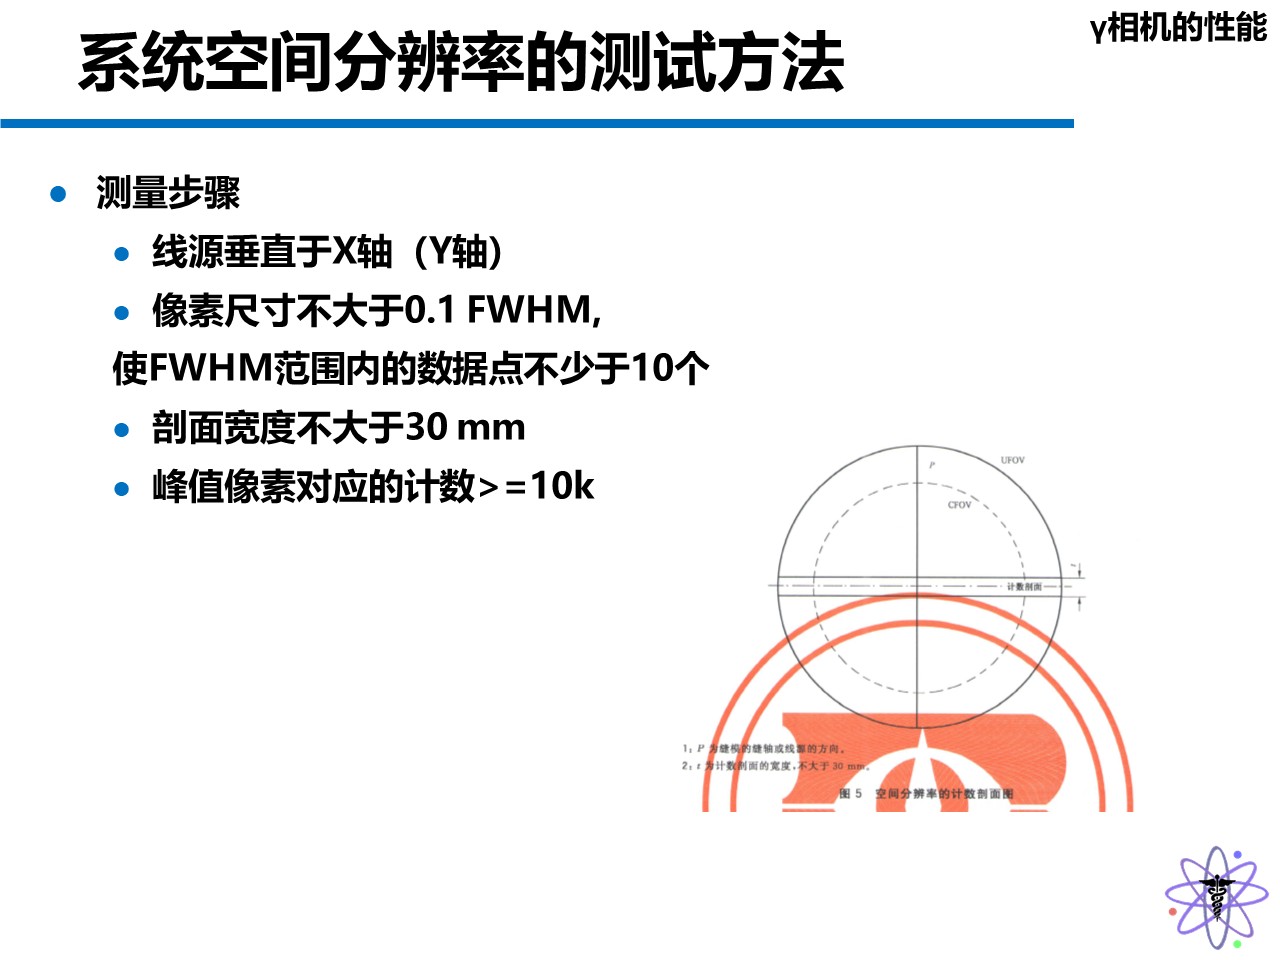 γ相机的性能
系统空间分辨率的测试方法
测量步骤
线源垂直于X轴（Y轴）
像素尺寸不大于0.1 FWHM,
使FWHM范围内的数据点不少于10个
剖面宽度不大于30 mm
峰值像素对应的计数>=10k
P
UFOV
CFOV
t
计数剖面
1：P 为缝模的缝轴或线源的方向。
2：t 为计数剖面的宽度，不大于 30 mm。
图 5 空间分辨率的计数剖面图